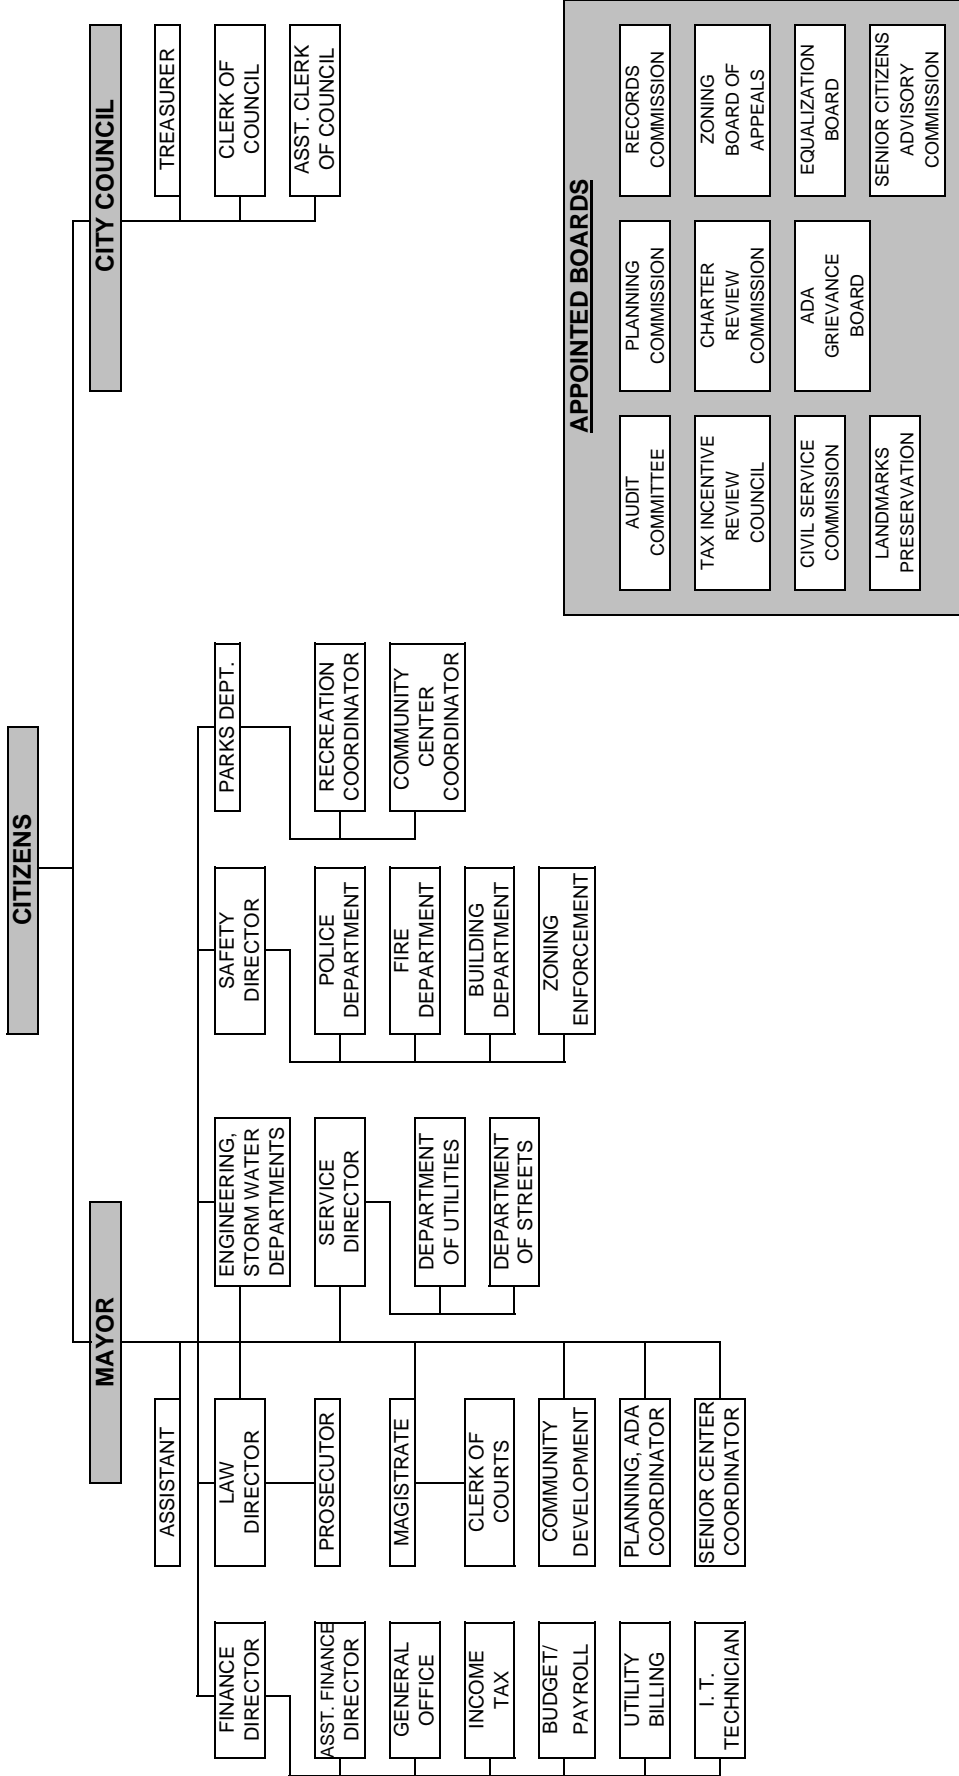 CITIZENS
MAYOR
CITY COUNCIL
ASSISTANT
TREASURER
CLERK OF
COUNCIL
ASST. CLERK
OF COUNCIL
FINANCE
DIRECTOR
ASST. FINANCE
DIRECTOR
GENERAL
OFFICE
INCOME
TAX
BUDGET/
PAYROLL
UTILITY
BILLING
I. T.
TECHNICIAN
LAW
DIRECTOR
PROSECUTOR
MAGISTRATE
CLERK OF
COURTS
COMMUNITY
DEVELOPMENT
PLANNING, ADA
COORDINATOR
SENIOR CENTER
COORDINATOR
ENGINEERING,
STORM WATER
DEPARTMENTS
SERVICE
DIRECTOR
DEPARTMENT
OF UTILITIES
DEPARTMENT
OF STREETS
SAFETY
DIRECTOR
POLICE
DEPARTMENT
FIRE
DEPARTMENT
BUILDING
DEPARTMENT
ZONING
ENFORCEMENT
PARKS DEPT.
RECREATION
COORDINATOR
COMMUNITY
CENTER
COORDINATOR
APPOINTED BOARDS
AUDIT
COMMITTEE
PLANNING
COMMISSION
RECORDS
COMMISSION
TAX INCENTIVE
REVIEW
COUNCIL
CHARTER
REVIEW
COMMISSION
ZONING
BOARD OF
APPEALS
CIVIL SERVICE
COMMISSION
ADA
GRIEVANCE
BOARD
EQUALIZATION
BOARD
LANDMARKS
PRESERVATION
SENIOR CITIZENS
ADVISORY
COMMISSION